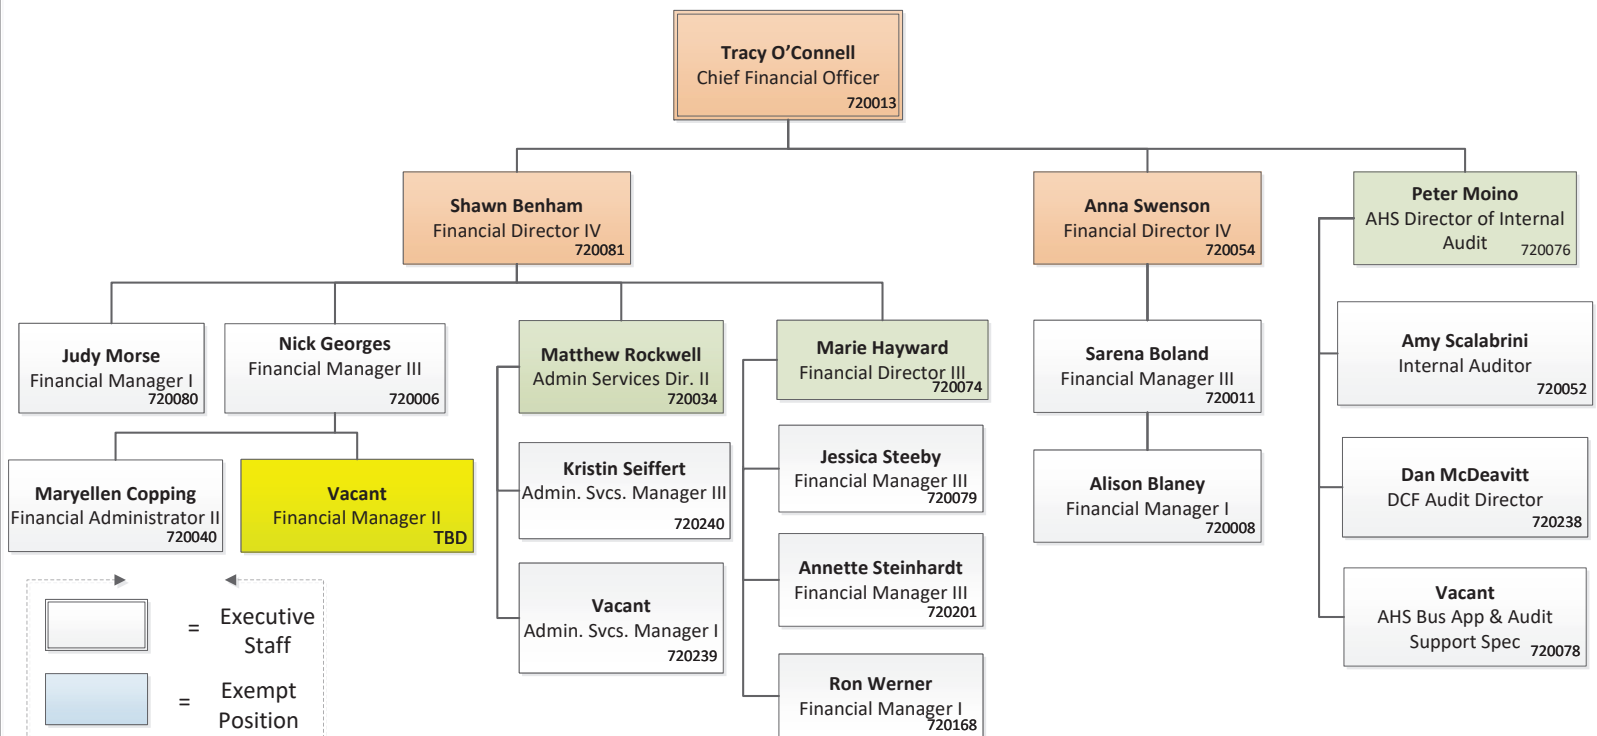 Tracy O’Connell
Chief Financial Officer
720013
Shawn Benham
Financial Director IV
720081
Anna Swenson
Financial Director IV
720054
Peter Moino
AHS Director of Internal
Audit
720076
Judy Morse
Financial Manager I
720080
Nick Georges
Financial Manager III
720006
Matthew Rockwell
Admin Services Dir. II
720034
Marie Hayward
Financial Director III
720074
Sarena Boland
Financial Manager III
720011
Amy Scalabrini
Internal Auditor
720052
Maryellen Copping
Financial Administrator II
720040
Vacant
Financial Manager II
TBD
Kristin Seiffert
Admin. Svcs. Manager III
720240
Jessica Steeby
Financial Manager III
720079
Alison Blaney
Financial Manager I
720008
Dan McDeavitt
DCF Audit Director
720238
Vacant
Admin. Svcs. Manager I
720239
Annette Steinhardt
Financial Manager III
720201
Vacant
AHS Bus App & Audit
Support Spec
720078
Ron Werner
Financial Manager I
720168
= Executive
Staff
= Exempt
Position